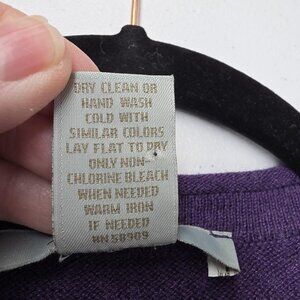 DRY CLEAN OR
HAND WASH
COLD WITH
SIMILAR COLORS
LAY FLAT TO DRY
ONLY NON-
CHLORINE BLEACH
WHEN NEEDED
WARM IRON
IF NEEDED
RN 58909